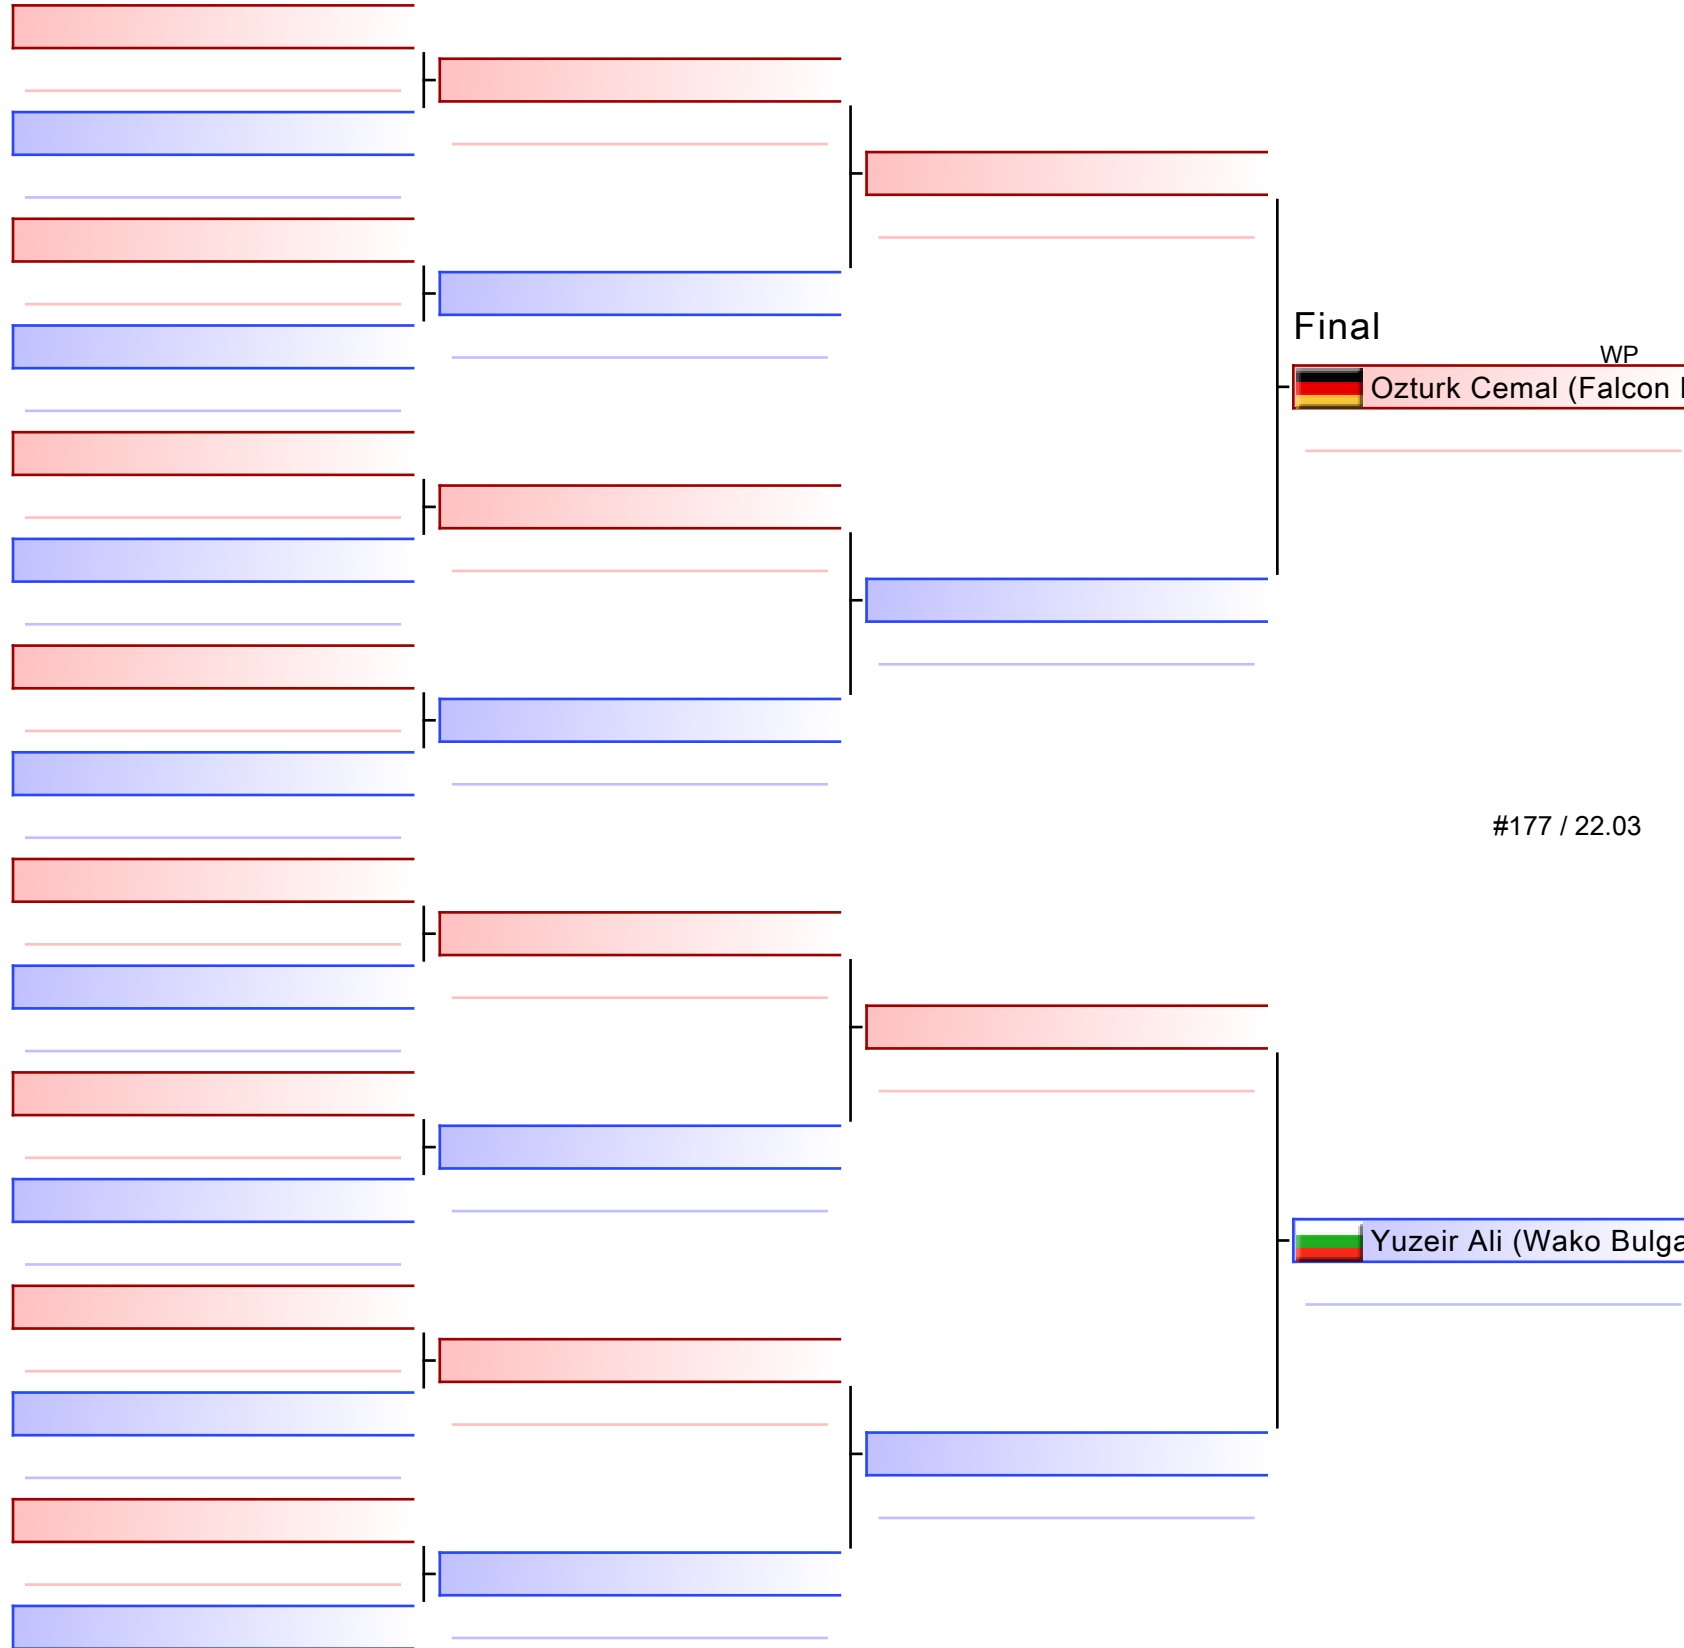 Final
WP
Ozturk Cemal (Falcon
#177 / 22.03
Yuzeir Ali (Wako Bulga